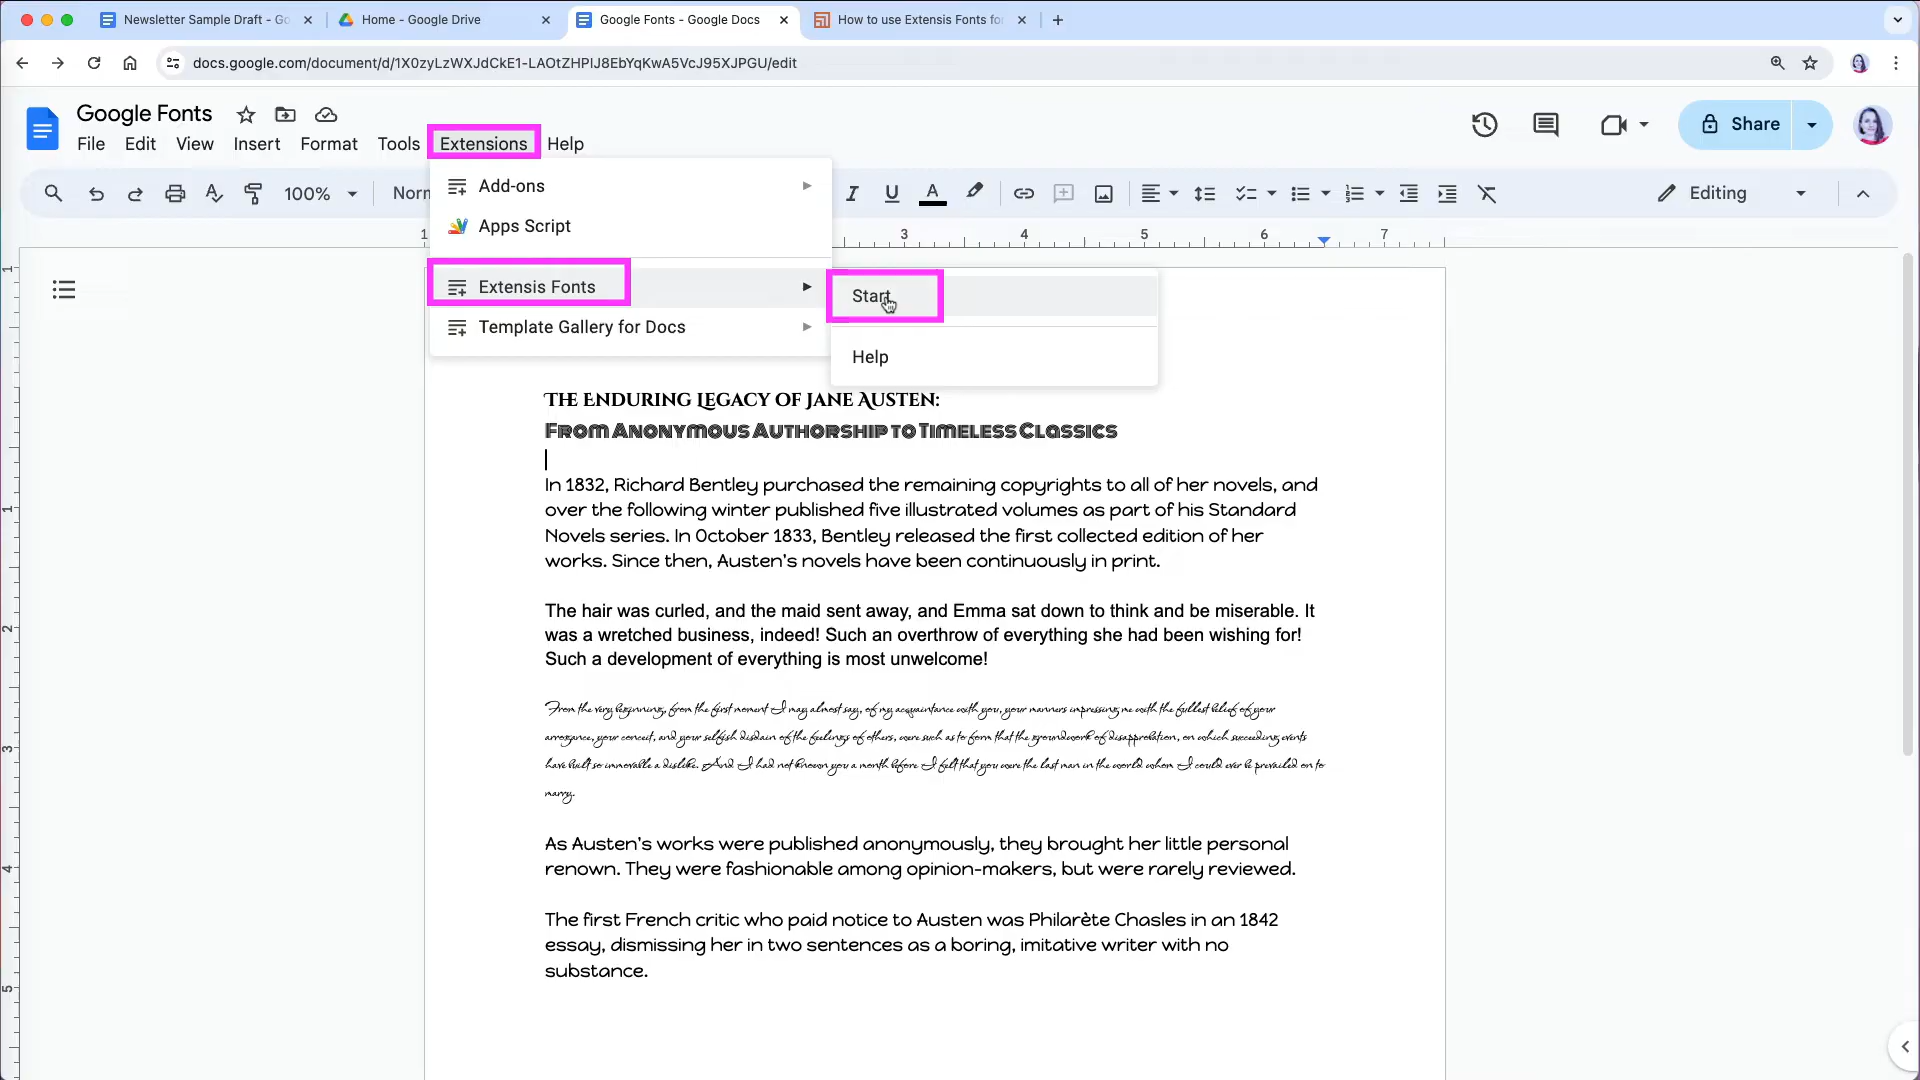 Newsletter Sample Draft - Go
Home - Google Drive
Google Fonts - Google Docs
How to use Extensis Fonts fo
docs.google.com/document/d/1X0zyLzWXJdCkE1-LAOtZHPIJ8EbYqKwA5VcJ95XJPGU/edit
Google Fonts
File Edit View Insert Format Tools Extensions Help
Share
100% Norm
Editing
Add-ons
Apps Script
Extensis Fonts
Template Gallery for Docs
Start
Help
1 3 4 5 6 7
1
1
2
3
4
5
The Enduring Legacy of Jane Austen:
From Anonymous Authorship to Timeless Classics
In 1832, Richard Bentley purchased the remaining copyrights to all of her novels, and
over the following winter published five illustrated volumes as part of his Standard
Novels series. In October 1833, Bentley released the first collected edition of her
works. Since then, Austen's novels have been continuously in print.
The hair was curled, and the maid sent away, and Emma sat down to think and be miserable. It
was a wretched business, indeed! Such an overthrow of everything she had been wishing for!
Such a development of everything is most unwelcome!
From the very beginning, from the first moment I may almost say, of my acquaintance with you, your manners impressing me with the fullest belief of your
arrogance, your conceit, and your selfish disdain of the feelings of others, were such as to form that the groundwork of disapprobation, on which succeeding events
have built so immovable a dislike. And I had not known you a month before I felt that you were the last man in the world whom I could ever be prevailed on to
marry.
As Austen's works were published anonymously, they brought her little personal
renown. They were fashionable among opinion-makers, but were rarely reviewed.
The first French critic who paid notice to Austen was Philarète Chasles in an 1842
essay, dismissing her in two sentences as a boring, imitative writer with no
substance.